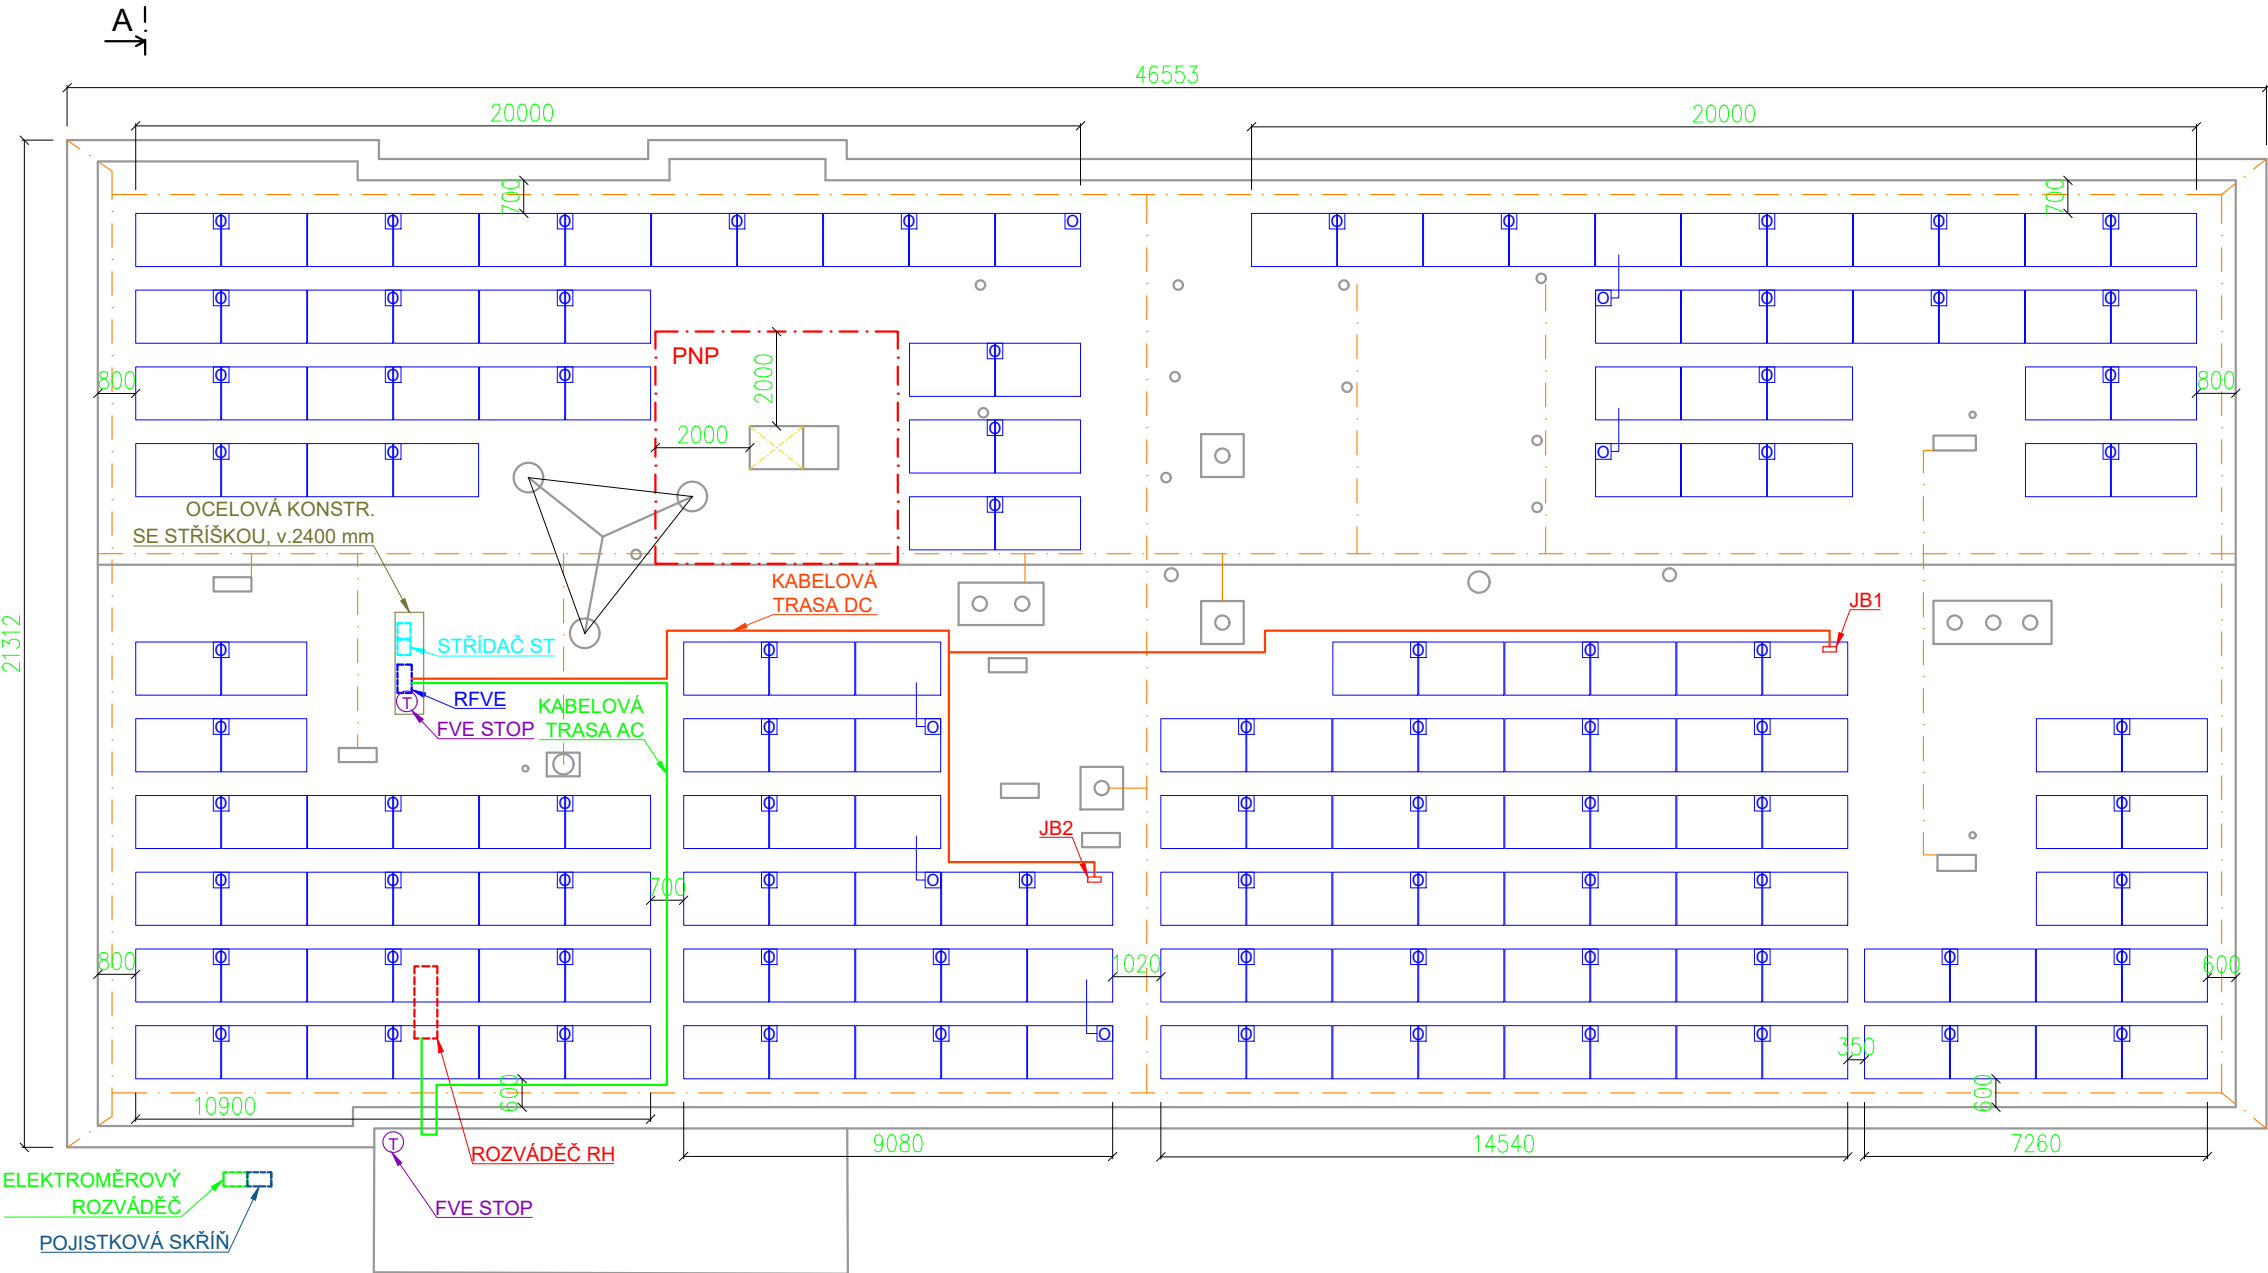 A
46553
20000
20000
700
700
PNP
2000
2000
800
800
OCELOVÁ KONSTR.
SE STŘÍŠKOU, v.2400 mm
KABELOVÁ
TRASA DC
JB1
21312
STŘÍDAČ ST
RFVE
T
FVE STOP
KABELOVÁ
TRASA AC
JB2
700
800
1020
600
350
600
600
10900
9080
14540
7260
T
ROZVÁDĚČ RH
FVE STOP
ELEKTROMĚROVÝ
ROZVÁDĚČ
POJISTKOVÁ SKŘÍŇ